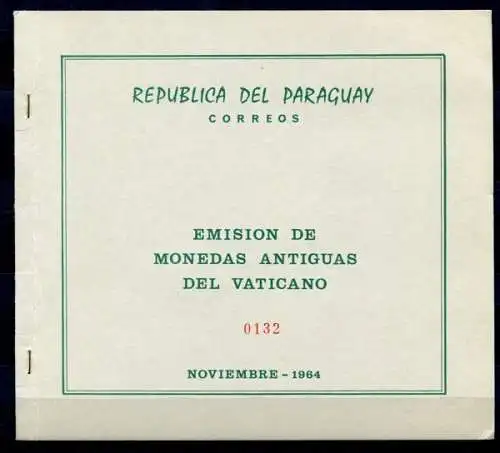 REPUBLICA DEL PARAGUAY
CORREOS
EMISION DE
MONEDAS ANTIGUAS
DEL VATICANO
0132
NOVIEMBRE - 1964